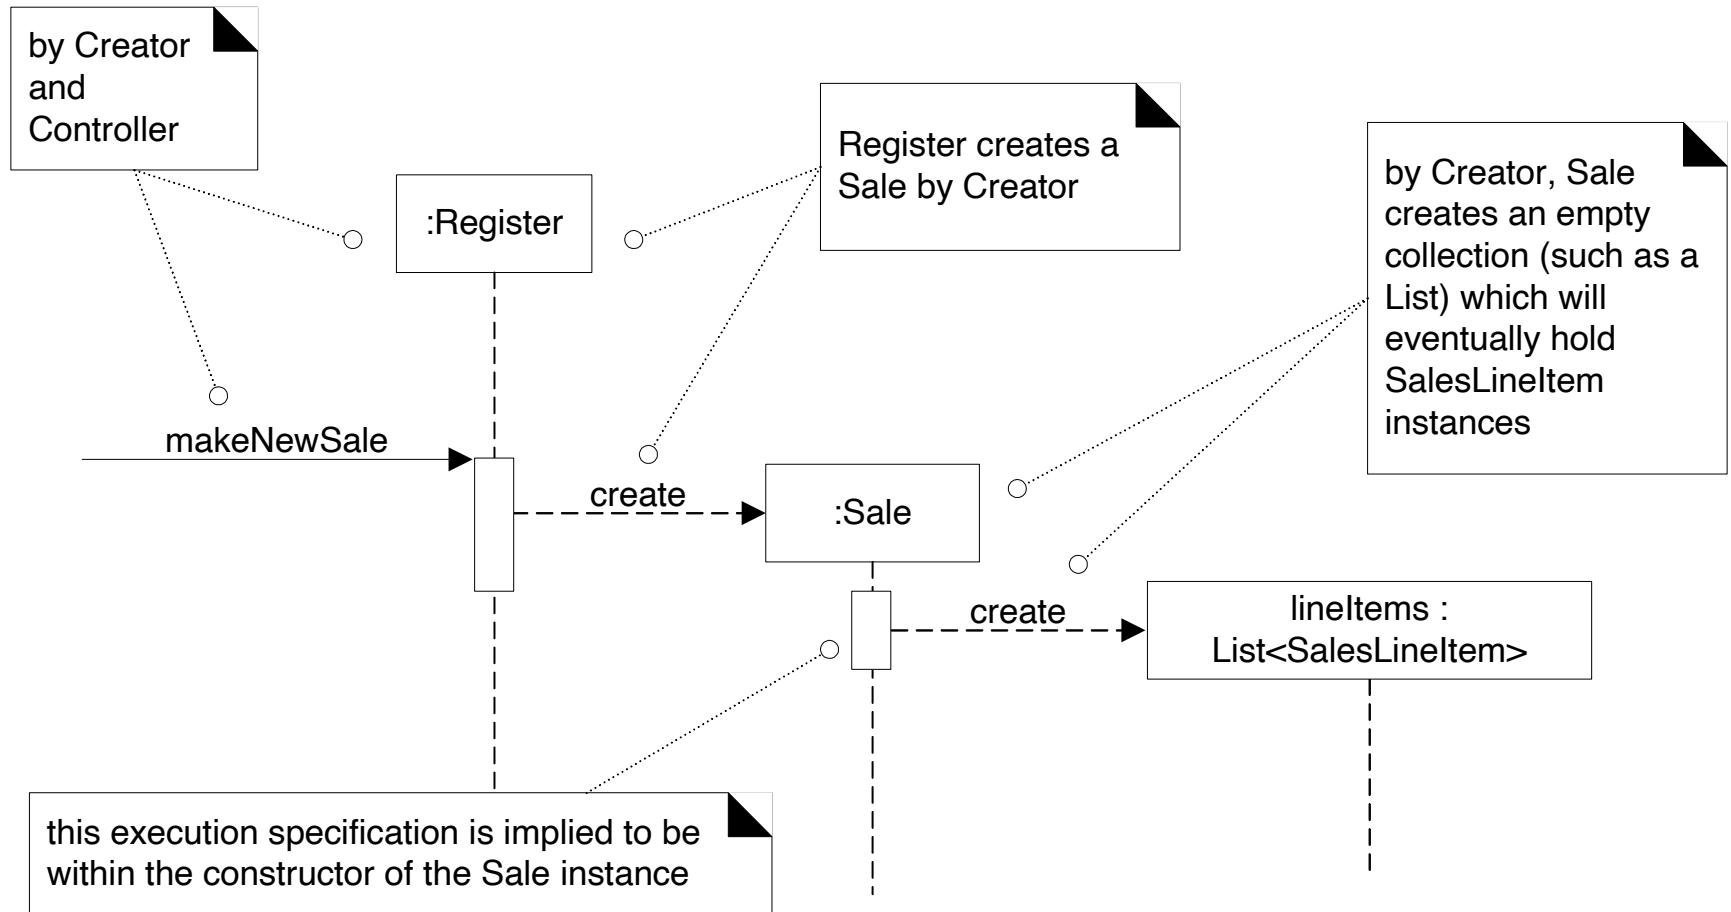 by Creator
and
Controller
Register creates a
Sale by Creator
by Creator, Sale
creates an empty
collection (such as a
List) which will
eventually hold
SalesLineItem
instances
:Register
makeNewSale
create
:Sale
create
lineItems :
List<SalesLineItem>
this execution specification is implied to be
within the constructor of the Sale instance